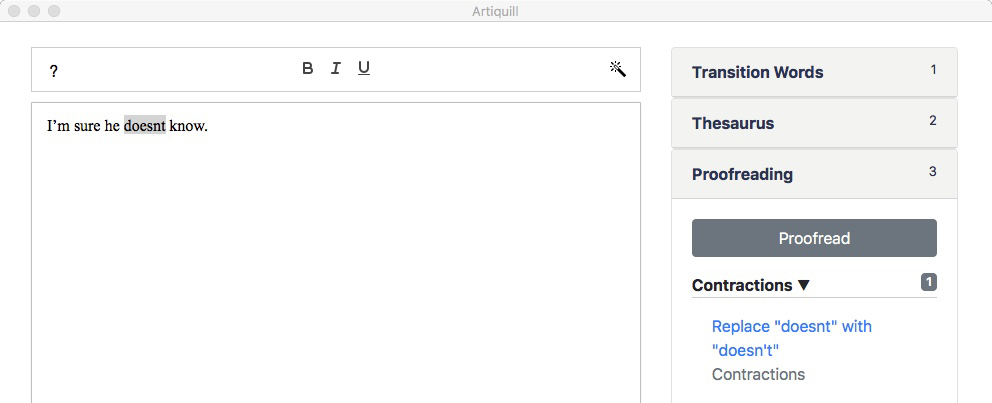 Artiquill
? B I U
I’m sure he doesnt know.
Transition Words 1
Thesaurus 2
Proofreading 3
Proofread
Contractions ▼ 1
Replace "doesnt" with
"doesn't"
Contractions